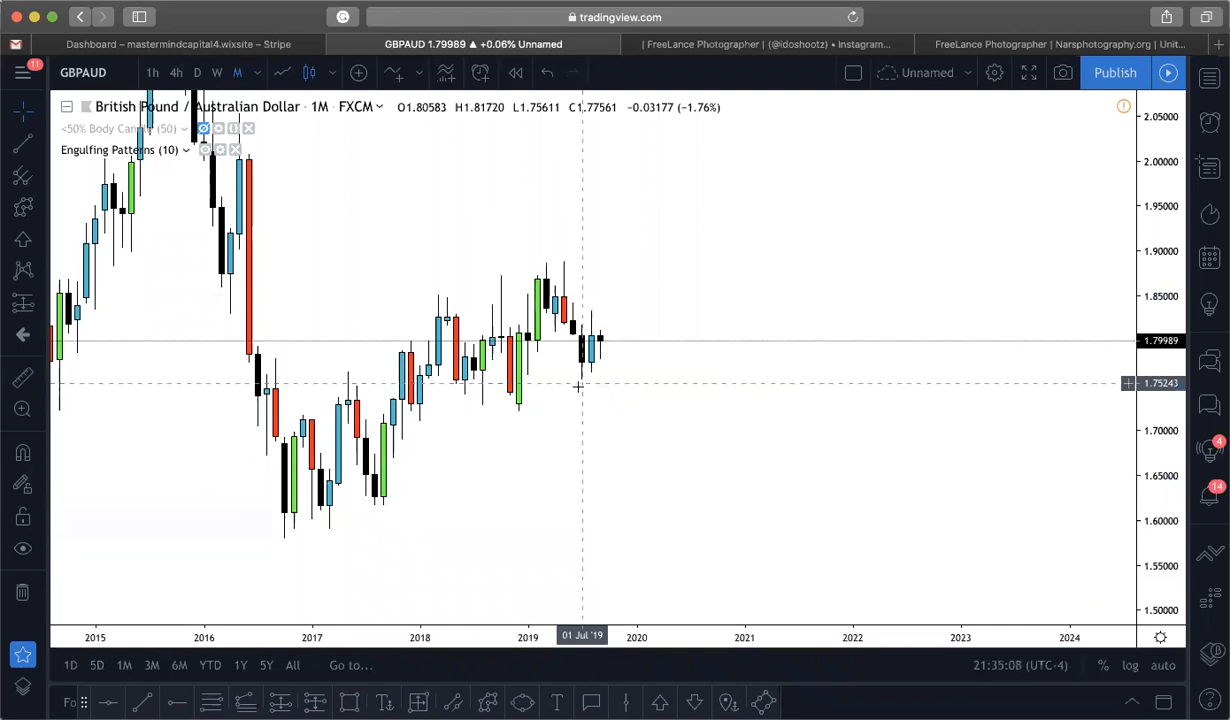 tradingview.com
Dashboard – mastermindcapital4.wixsite – Stripe
GBPAUD 1.79989 ▲ +0.06% Unnamed
| FreeLance Photographer | (@idoshootz) • Instagram...
FreeLance Photographer | Narsphotography.org | Unit...
11
GBPAUD
1h 4h D W M
Unnamed
Publish
British Pound / Australian Dollar · 1M · FXCM
O1.80583 H1.81720 L1.75611 C1.77561 −0.03177 (−1.76%)
<50% Body Candle (50)
Engulfing Patterns (10)
2.05000
2.00000
1.95000
1.90000
1.85000
1.79989
1.75243
1.70000
1.65000
1.60000
1.55000
1.50000
4
14
2015 2016 2017 2018 2019 01 Jul '19 2020 2021 2022 2023 2024
1D 5D 1M 3M 6M YTD 1Y 5Y All Go to...
21:35:08 (UTC-4) % log auto
Fo